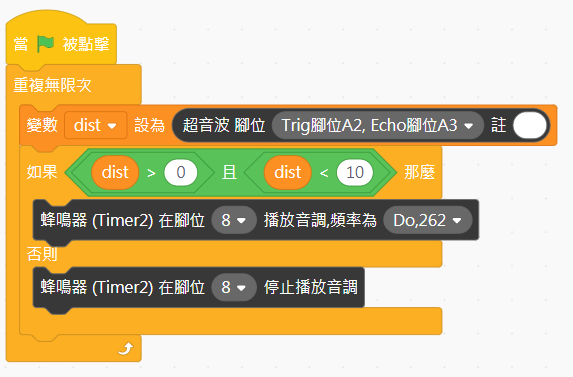 當 被點擊
重複無限次
變數 dist 設為 超音波 腳位 Trig腳位A2, Echo腳位A3 註
如果 dist > 0 且 dist < 10 那麼
蜂鳴器 (Timer2) 在腳位 8 播放音調,頻率為 Do,262
否則
蜂鳴器 (Timer2) 在腳位 8 停止播放音調